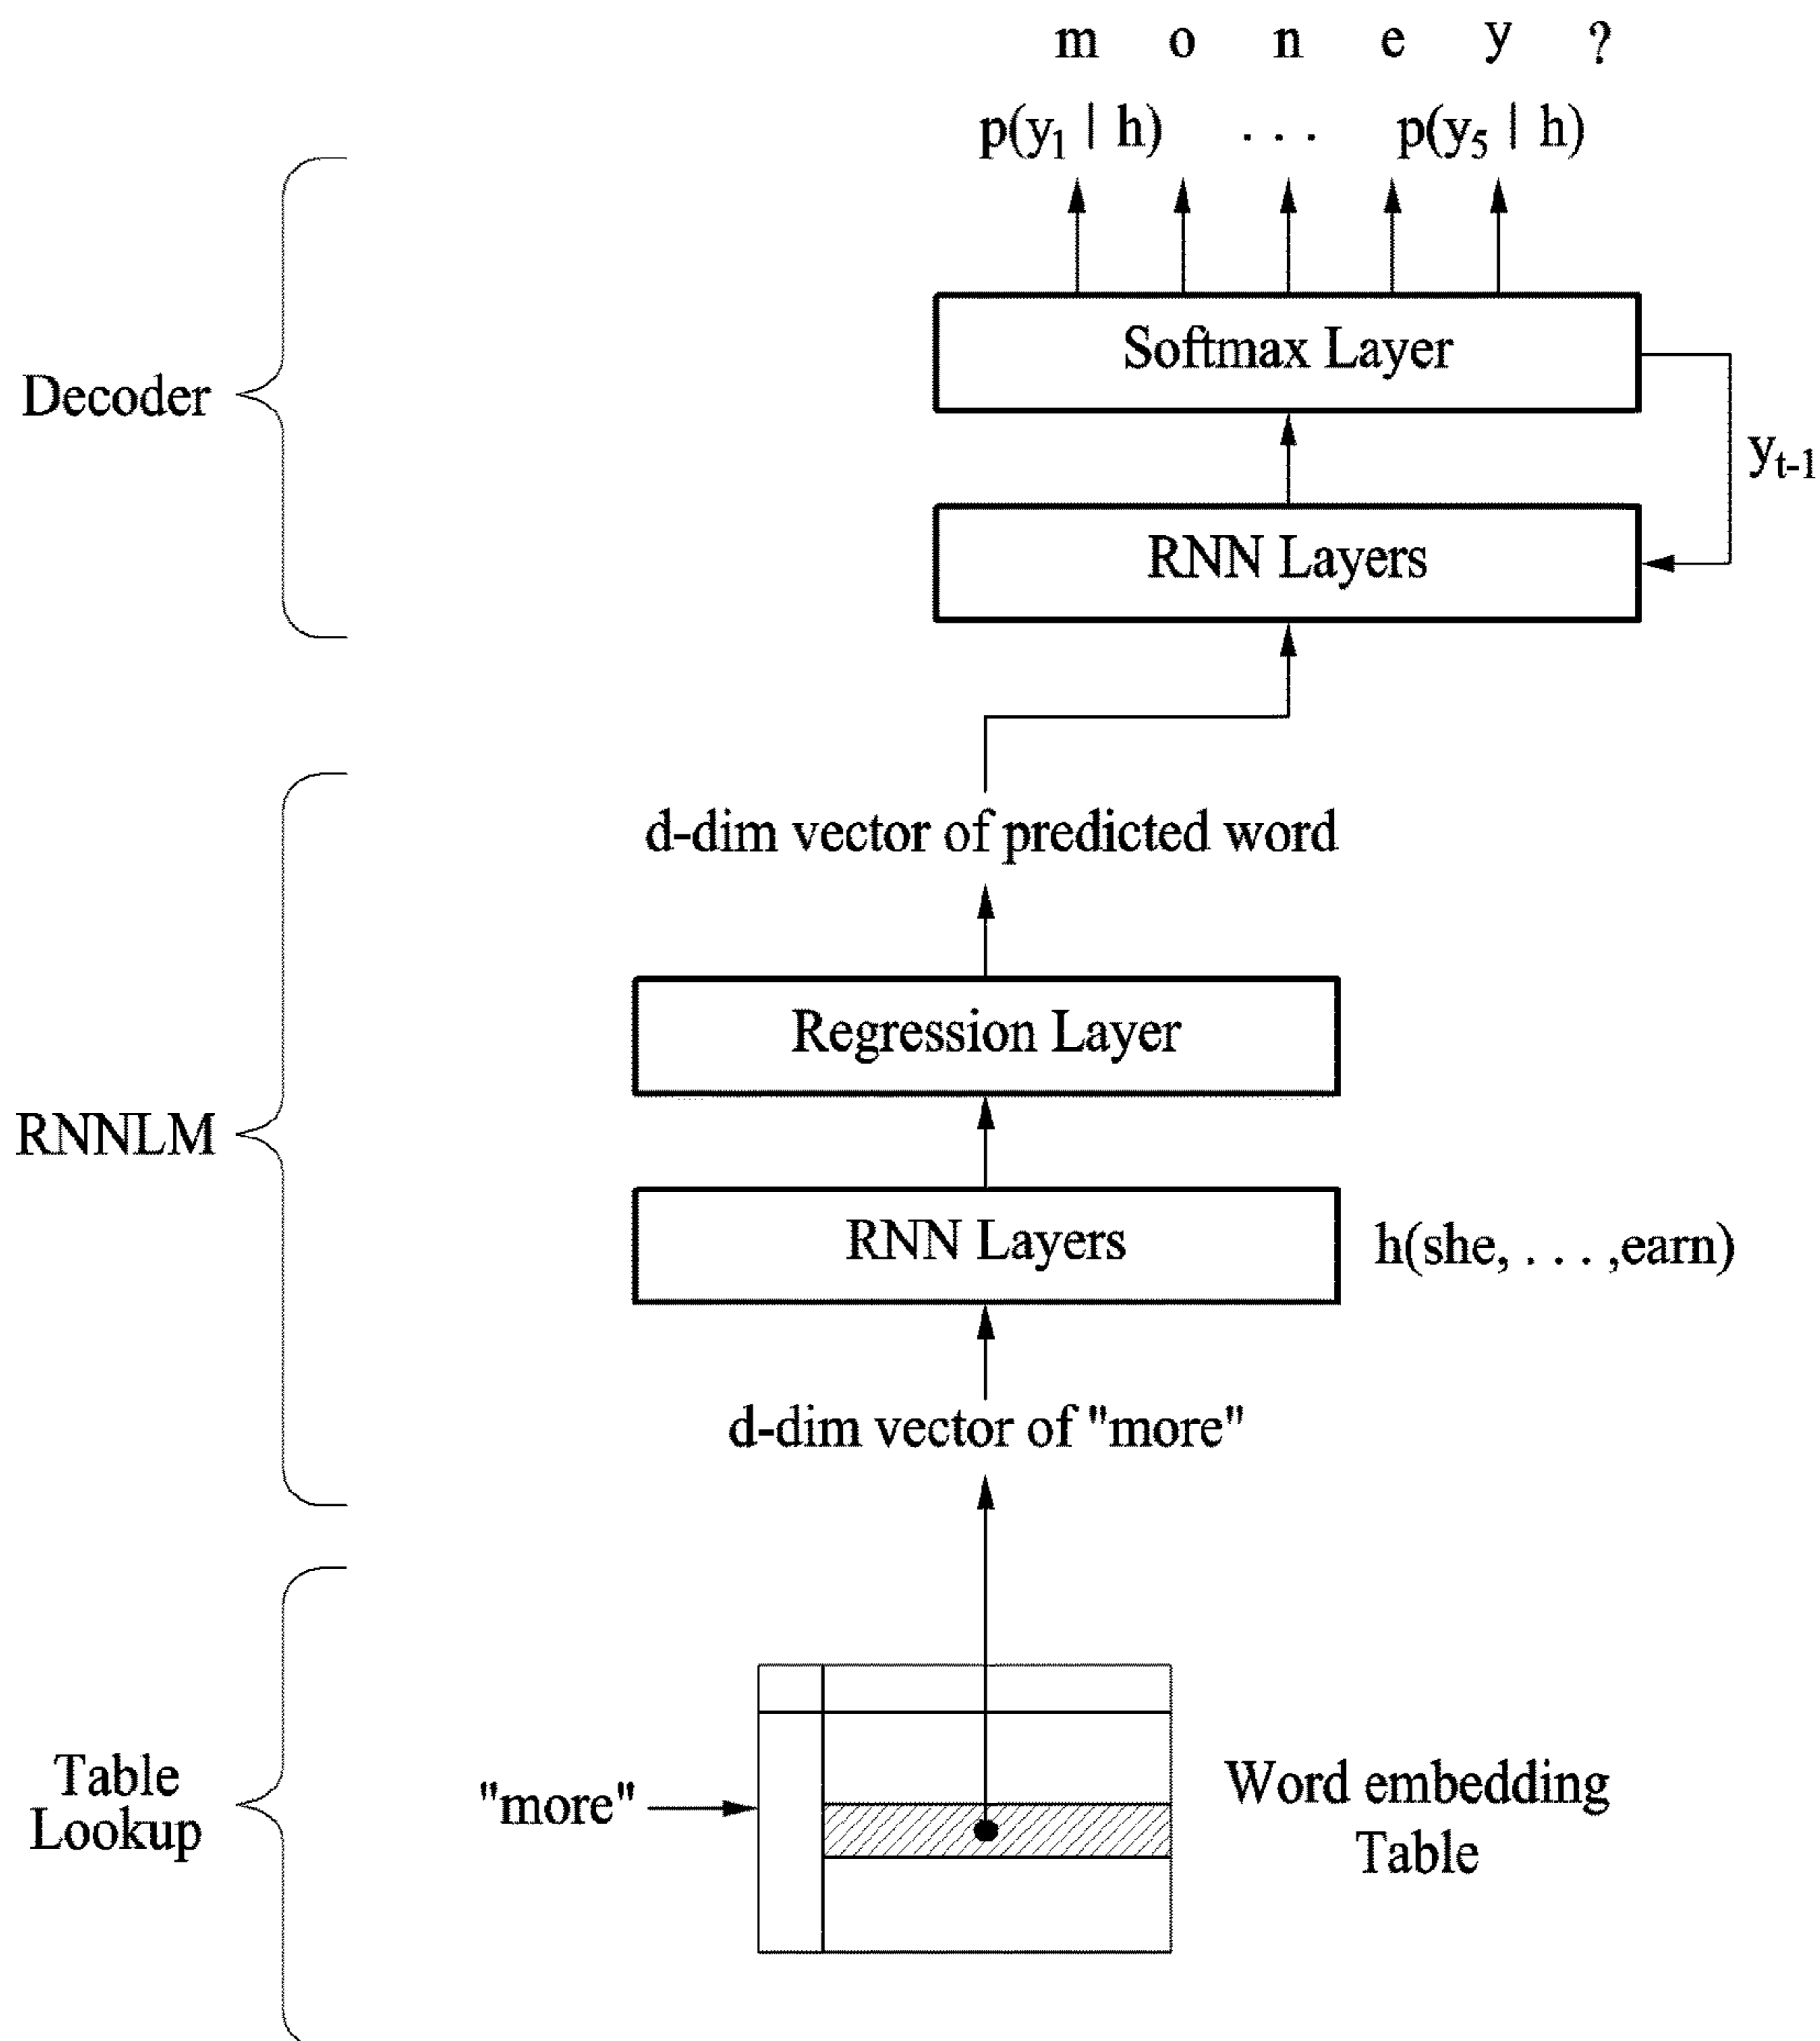 m o n e y ?
p(y₁ | h) . . . p(y₅ | h)
Softmax Layer
Decoder
yₜ₋₁
RNN Layers
d-dim vector of predicted word
Regression Layer
RNNLM
RNN Layers
h(she, . . . ,earn)
d-dim vector of "more"
Table
Lookup
"more"
Word embedding
Table